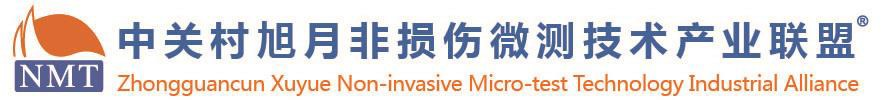 NMT
中关村旭月非损伤微测技术产业联盟®
Zhongguancun Xuyue Non-invasive Micro-test Technology Industrial Alliance